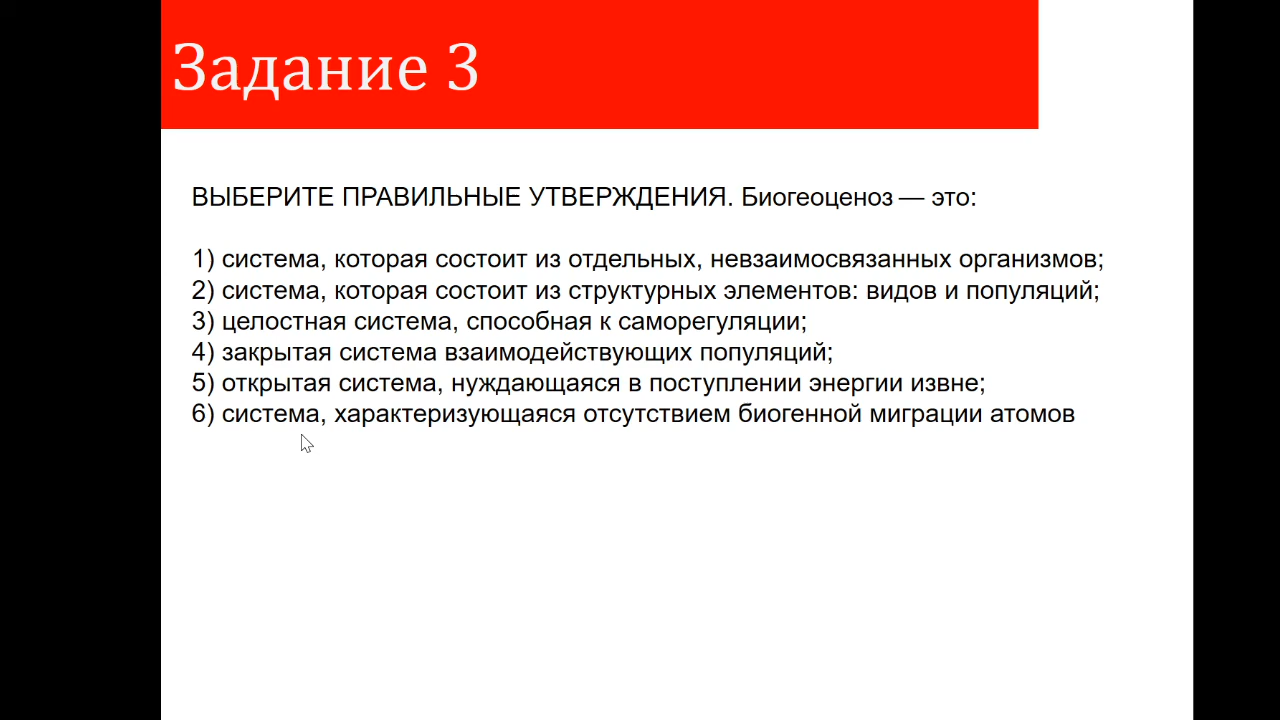 Задание 3
ВЫБЕРИТЕ ПРАВИЛЬНЫЕ УТВЕРЖДЕНИЯ. Биогеоценоз — это:
1) система, которая состоит из отдельных, невзаимосвязанных организмов;
2) система, которая состоит из структурных элементов: видов и популяций;
3) целостная система, способная к саморегуляции;
4) закрытая система взаимодействующих популяций;
5) открытая система, нуждающаяся в поступлении энергии извне;
6) система, характеризующаяся отсутствием биогенной миграции атомов